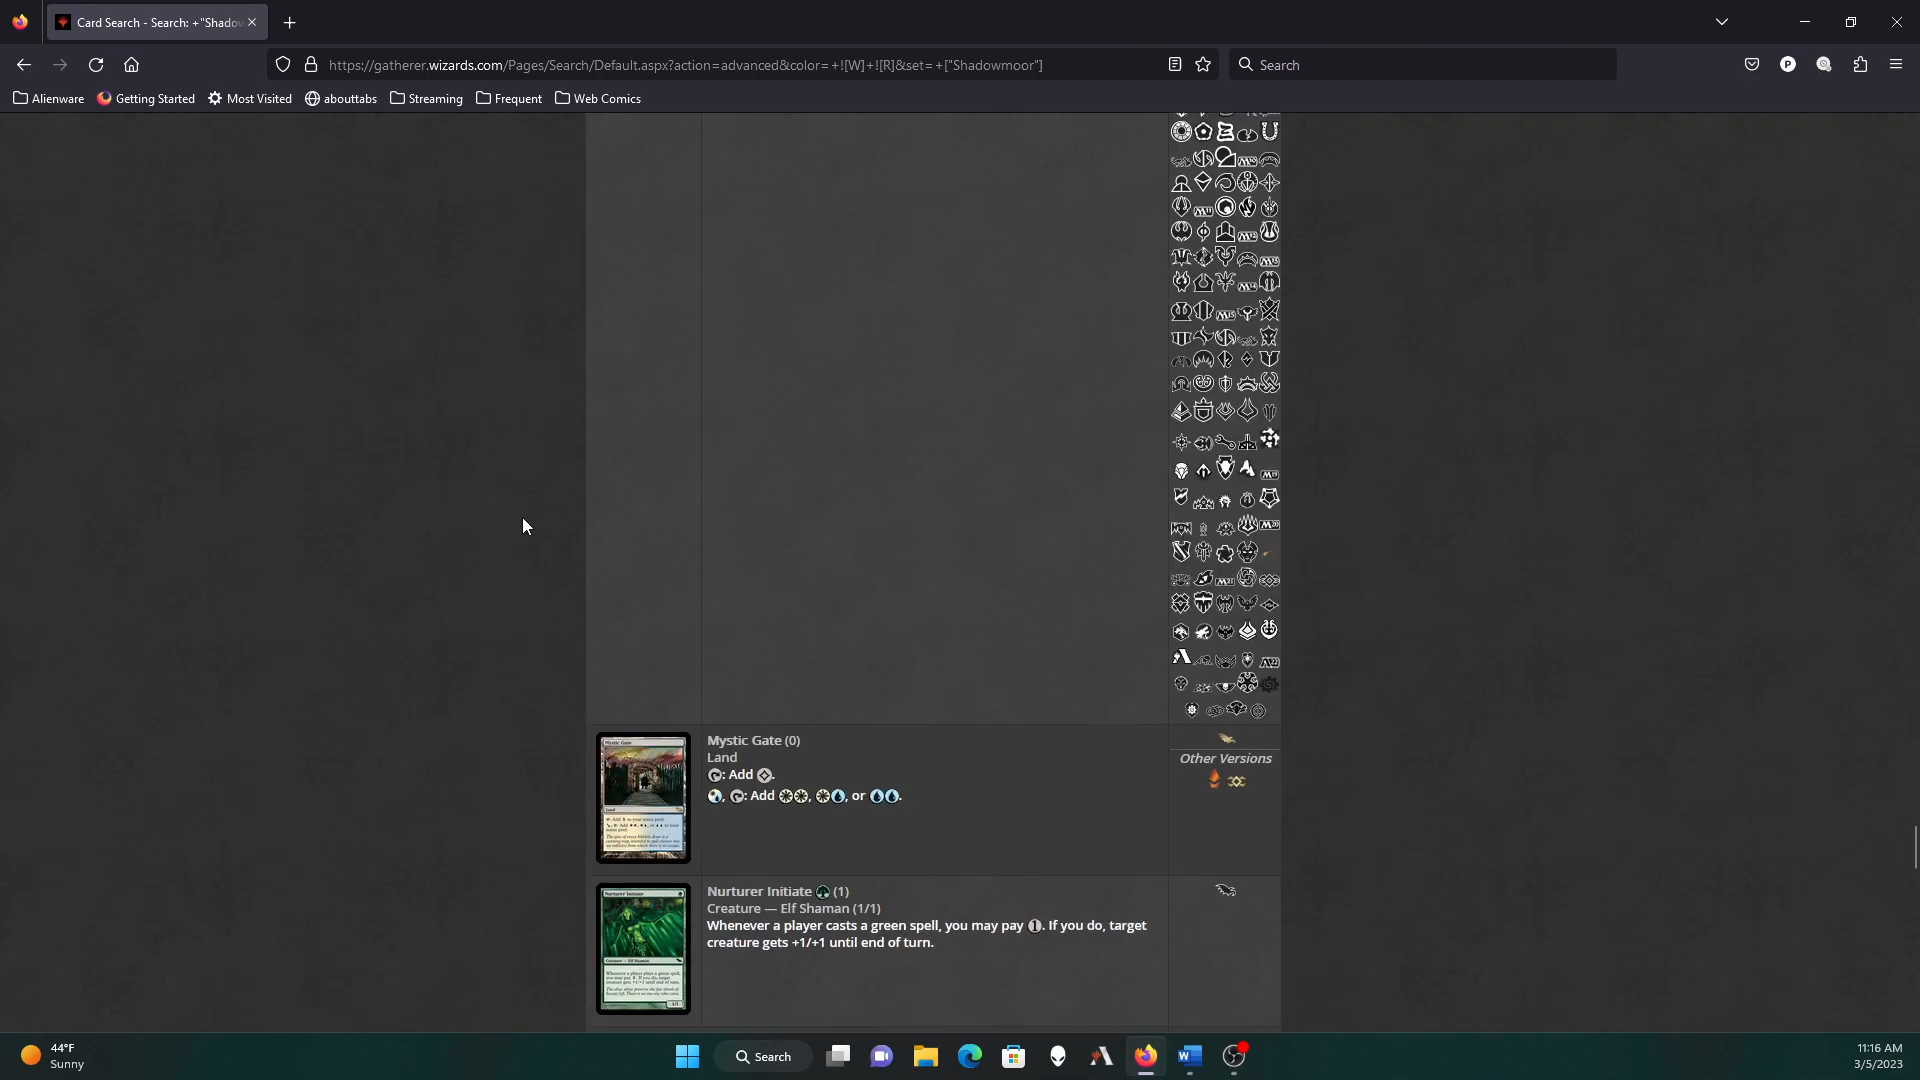 Card Search - Search: +"Shadow
https://gatherer.wizards.com/Pages/Search/Default.aspx?action=advanced&color=+![W]+![R]&set=+["Shadowmoor"]
Search
Alienware
Getting Started
Most Visited
abouttabs
Streaming
Frequent
Web Comics
Mystic Gate (0)
Land
: Add .
, : Add , , or .
Other Versions
Nurturer Initiate (1)
Creature — Elf Shaman (1/1)
Whenever a player casts a green spell, you may pay 1. If you do, target
creature gets +1/+1 until end of turn.
44°F
Sunny
Search
11:16 AM
3/5/2023